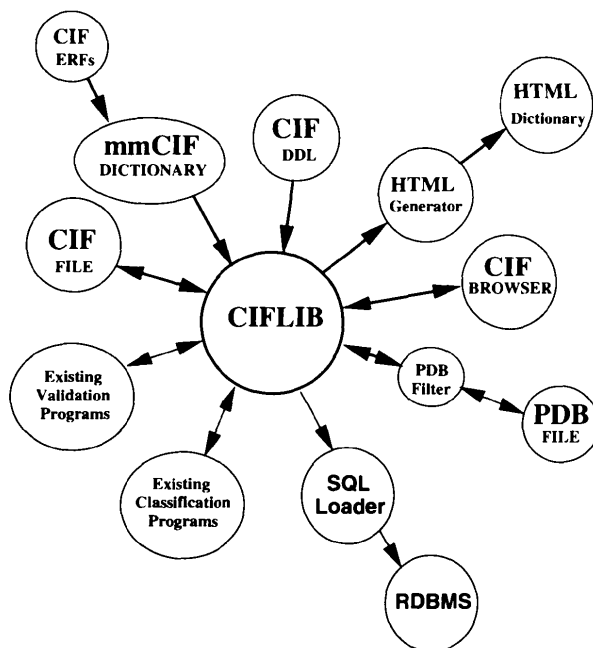 CIF
ERFs
mmCIF
DICTIONARY
CIF
DDL
HTML
Generator
HTML
Dictionary
CIF
FILE
CIFLIB
CIF
BROWSER
Existing
Validation
Programs
PDB
Filter
PDB
FILE
Existing
Classification
Programs
SQL
Loader
RDBMS